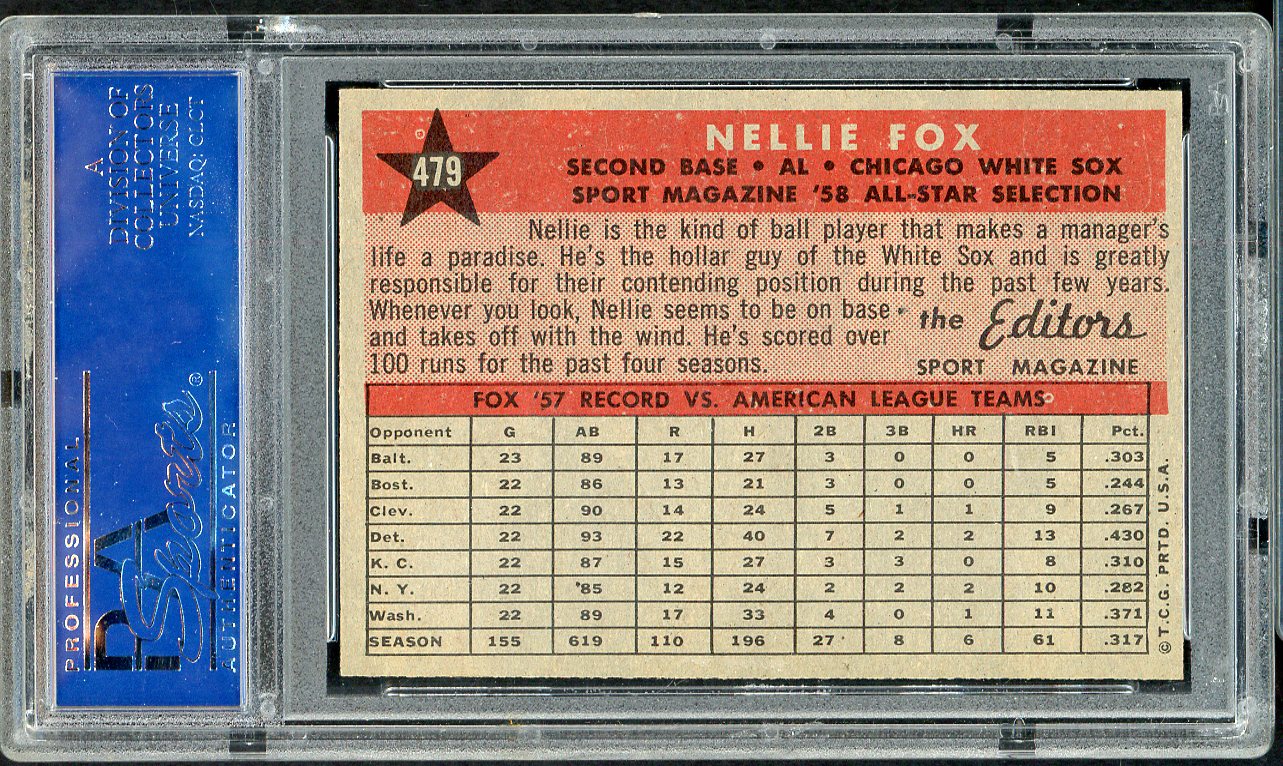 A
DIVISION OF
COLLECTORS
UNIVERSE
NASDAQ: CLCT
PROFESSIONAL
PSA
Sports®
AUTHENTICATOR
479
NELLIE FOX
SECOND BASE • AL • CHICAGO WHITE SOX
SPORT MAGAZINE '58 ALL-STAR SELECTION
Nellie is the kind of ball player that makes a manager's
life a paradise. He's the hollar guy of the White Sox and is greatly
responsible for their contending position during the past few years.
Whenever you look, Nellie seems to be on base
and takes off with the wind. He's scored over
100 runs for the past four seasons.
the Editors
SPORT MAGAZINE
FOX '57 RECORD VS. AMERICAN LEAGUE TEAMS
Opponent G AB R H 2B 3B HR RBI Pct.
Balt. 23 89 17 27 3 0 0 5 .303
Bost. 22 86 13 21 3 0 0 5 .244
Clev. 22 90 14 24 5 1 1 9 .267
Det. 22 93 22 40 7 2 2 13 .430
K. C. 22 87 15 27 3 3 0 8 .310
N. Y. 22 85 12 24 2 2 2 10 .282
Wash. 22 89 17 33 4 0 1 11 .371
SEASON 155 619 110 196 27 8 6 61 .317
©T.C.G. PRTD. U.S.A.